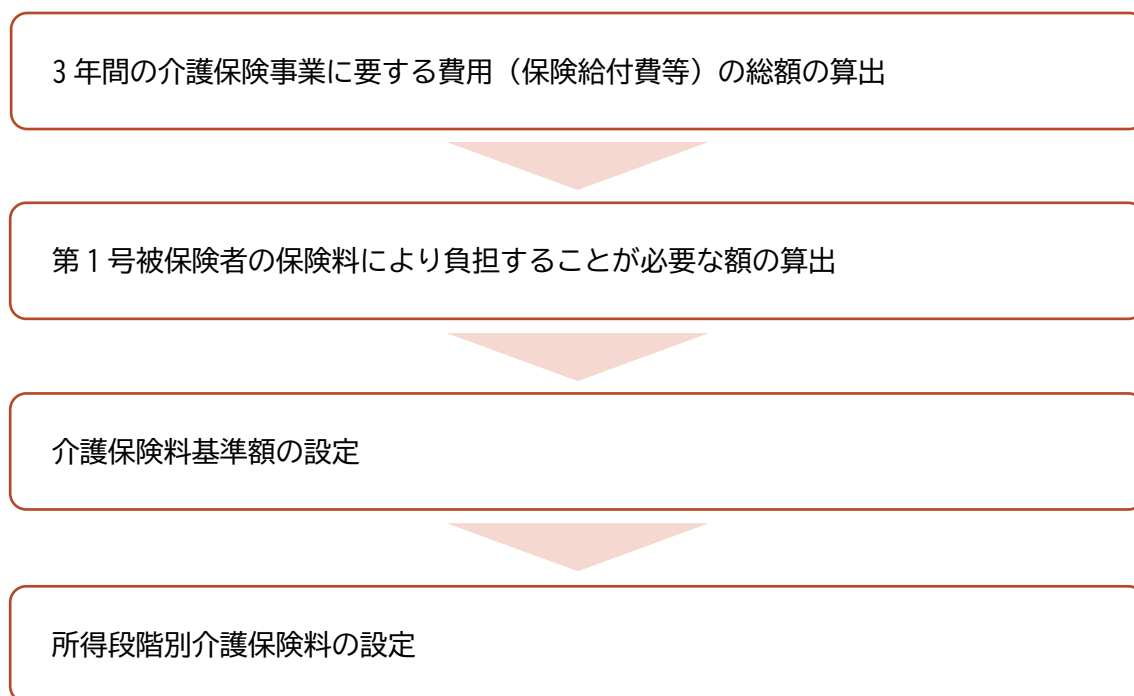 3年間の介護保険事業に要する費用（保険給付費等）の総額の算出
第1号被保険者の保険料により負担することが必要な額の算出
介護保険料基準額の設定
所得段階別介護保険料の設定